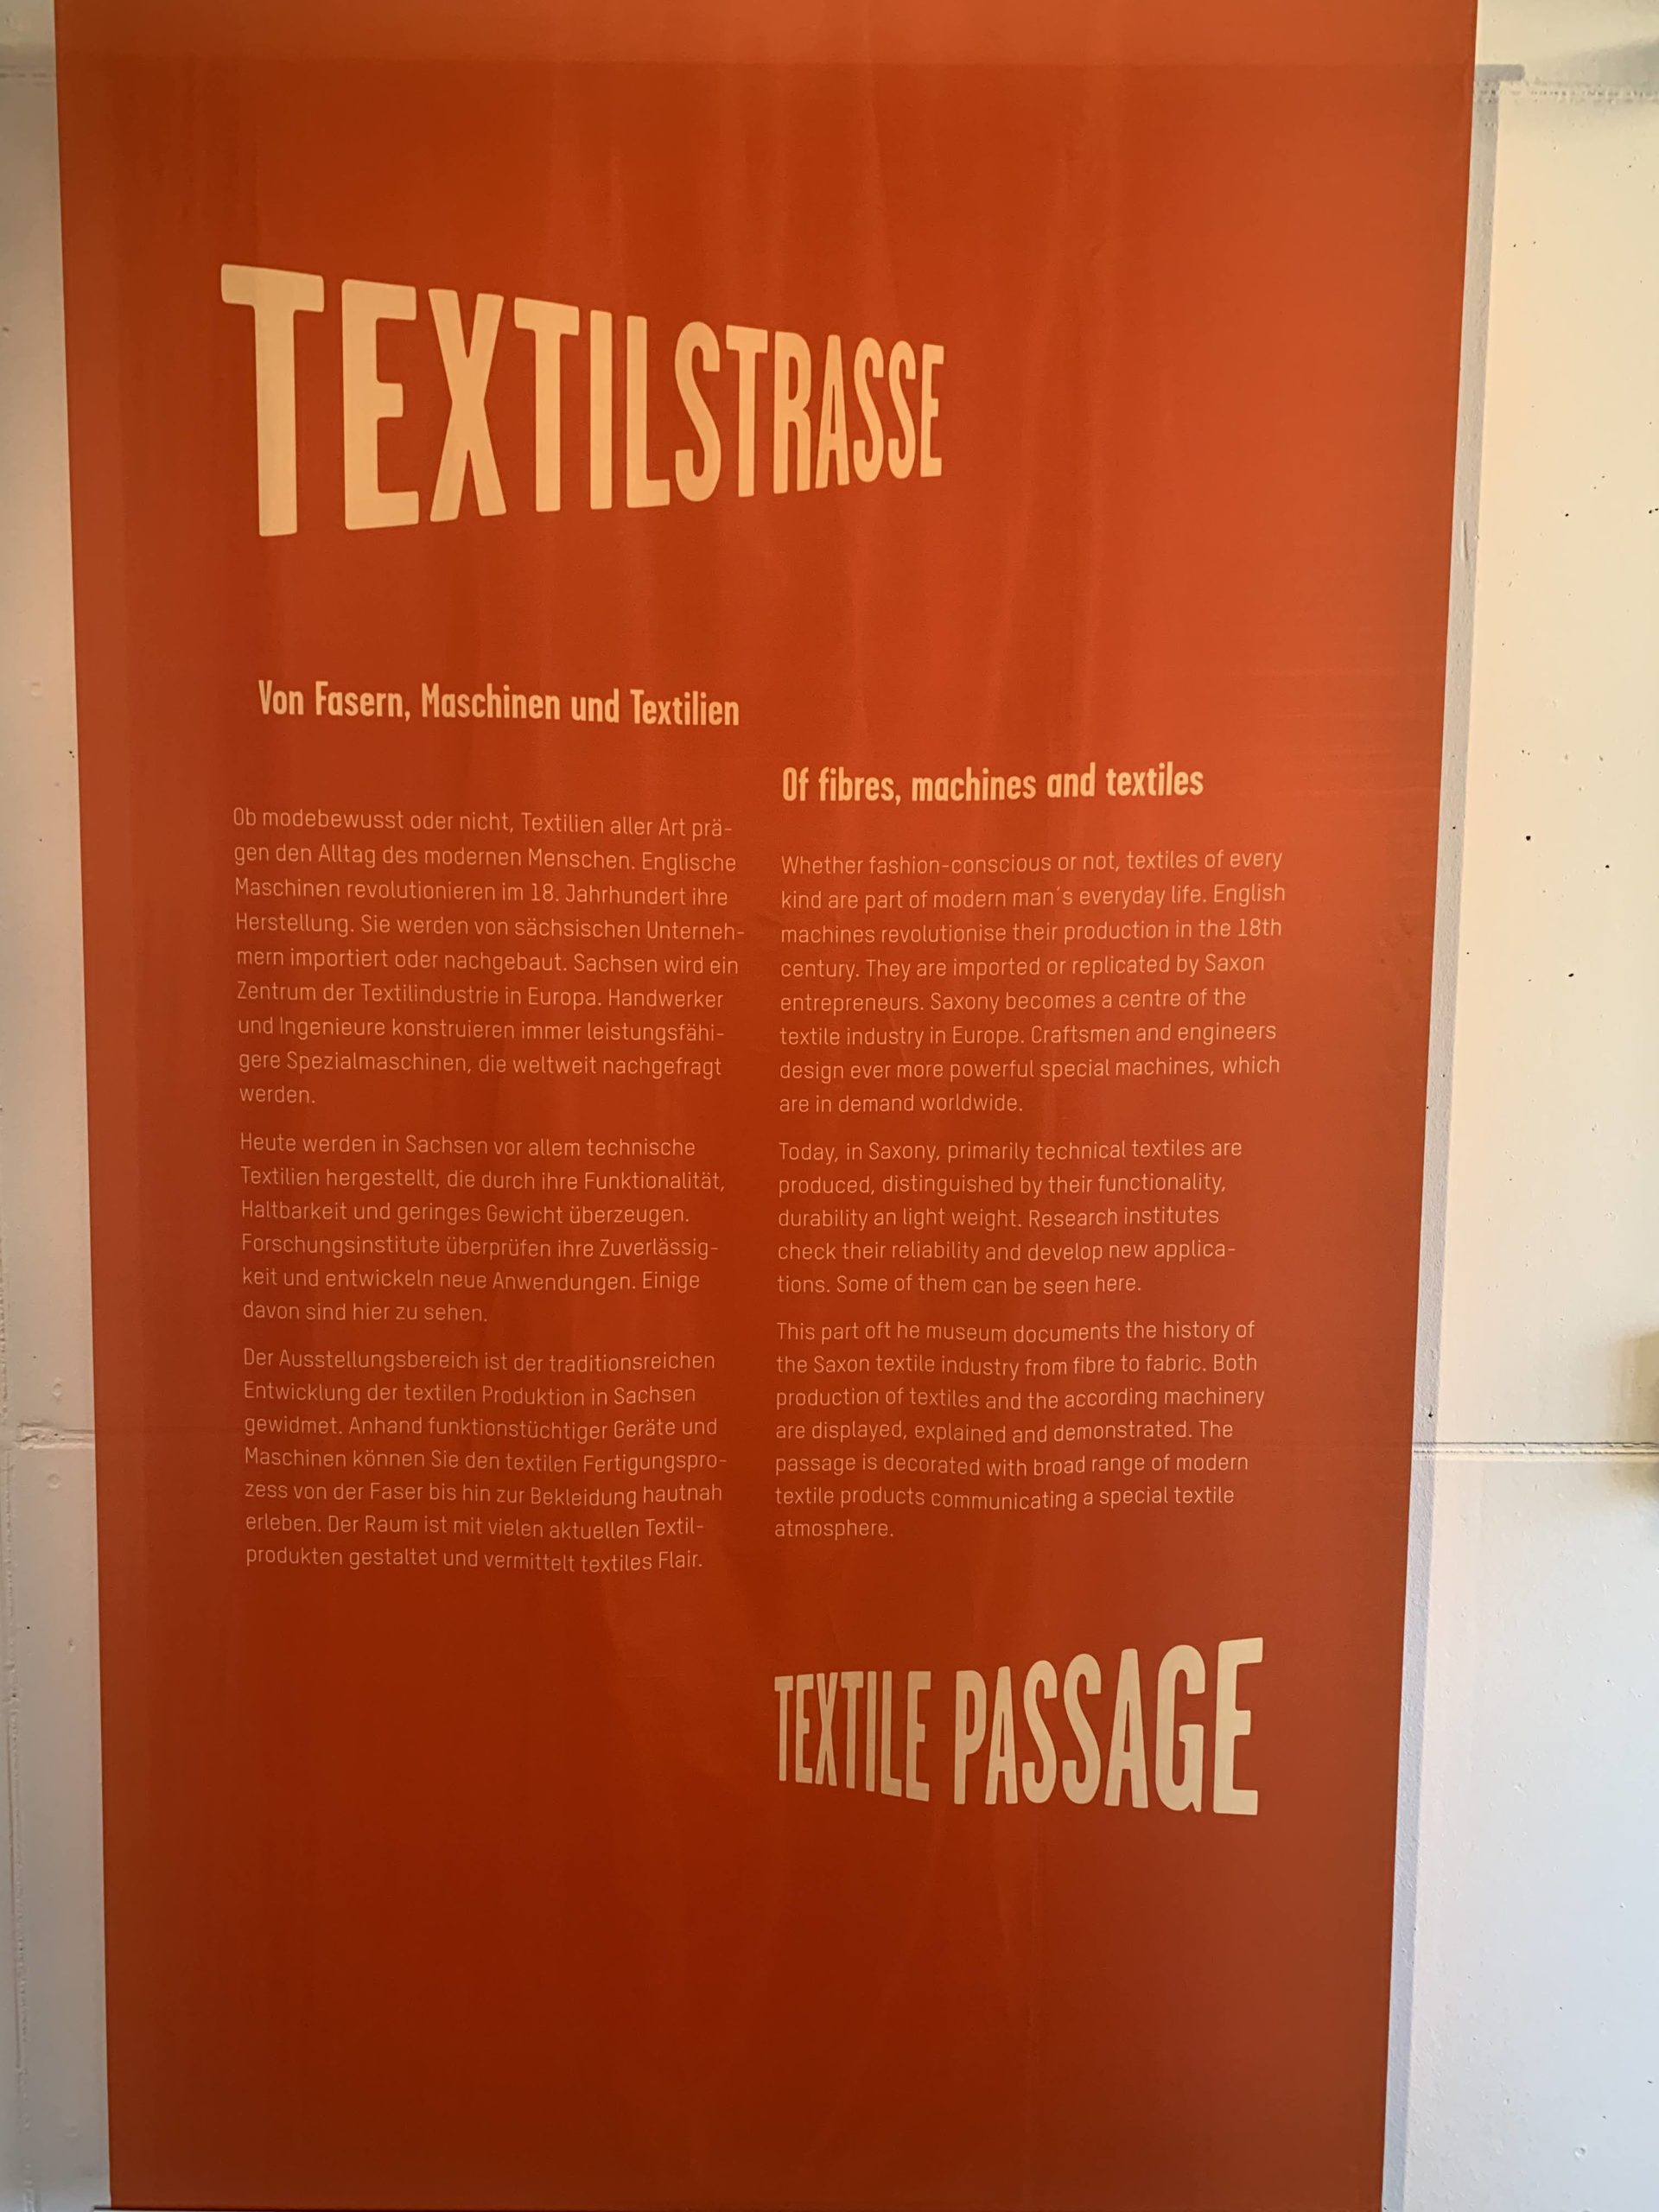 TEXTILSTRASSE
Von Fasern, Maschinen und Textilien
Ob modebewusst oder nicht, Textilien aller Art prä-
gen den Alltag des modernen Menschen. Englische
Maschinen revolutionieren im 18. Jahrhundert ihre
Herstellung. Sie werden von sächsischen Unterneh-
mern importiert oder nachgebaut. Sachsen wird ein
Zentrum der Textilindustrie in Europa. Handwerker
und Ingenieure konstruieren immer leistungsfähi-
gere Spezialmaschinen, die weltweit nachgefragt
werden.
Heute werden in Sachsen vor allem technische
Textilien hergestellt, die durch ihre Funktionalität,
Haltbarkeit und geringes Gewicht überzeugen.
Forschungsinstitute überprüfen ihre Zuverlässig-
keit und entwickeln neue Anwendungen. Einige
davon sind hier zu sehen.
Der Ausstellungsbereich ist der traditionsreichen
Entwicklung der textilen Produktion in Sachsen
gewidmet. Anhand funktionstüchtiger Geräte und
Maschinen können Sie den textilen Fertigungspro-
zess von der Faser bis hin zur Bekleidung hautnah
erleben. Der Raum ist mit vielen aktuellen Textil-
produkten gestaltet und vermittelt textiles Flair.
Of fibres, machines and textiles
Whether fashion-conscious or not, textiles of every
kind are part of modern man´s everyday life. English
machines revolutionise their production in the 18th
century. They are imported or replicated by Saxon
entrepreneurs. Saxony becomes a centre of the
textile industry in Europe. Craftsmen and engineers
design ever more powerful special machines, which
are in demand worldwide.
Today, in Saxony, primarily technical textiles are
produced, distinguished by their functionality,
durability an light weight. Research institutes
check their reliability and develop new applica-
tions. Some of them can be seen here.
This part oft he museum documents the history of
the Saxon textile industry from fibre to fabric. Both
production of textiles and the according machinery
are displayed, explained and demonstrated. The
passage is decorated with broad range of modern
textile products communicating a special textile
atmosphere.
TEXTILE PASSAGE